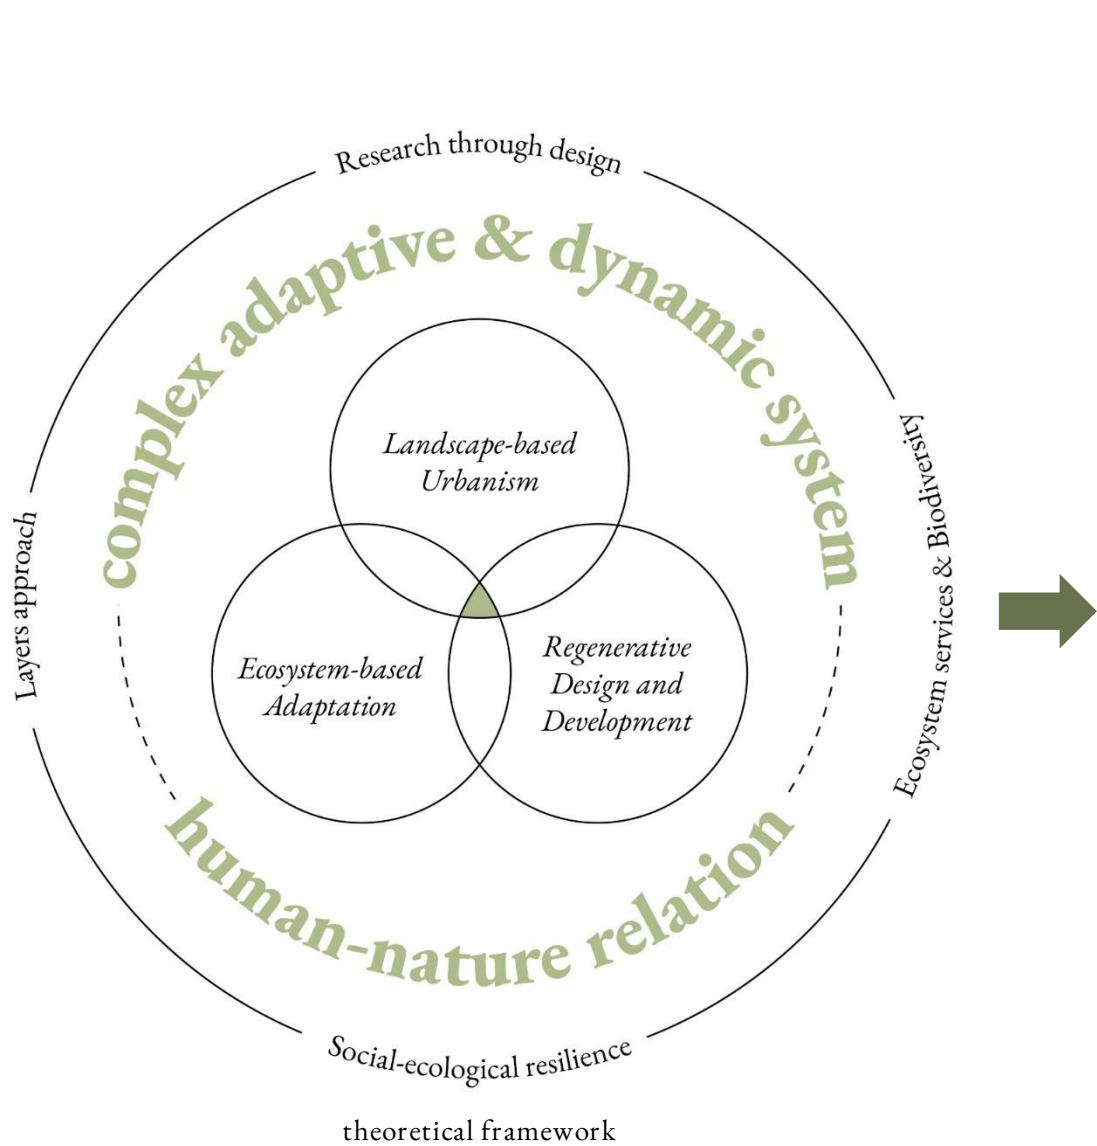 Research through design
complex adaptive & dynamic system
Landscape-based
Urbanism
Layers approach
Ecosystem services & Biodiversity
Ecosystem-based
Adaptation
Regenerative
Design and
Development
human-nature relation
Social-ecological resilience
theoretical framework